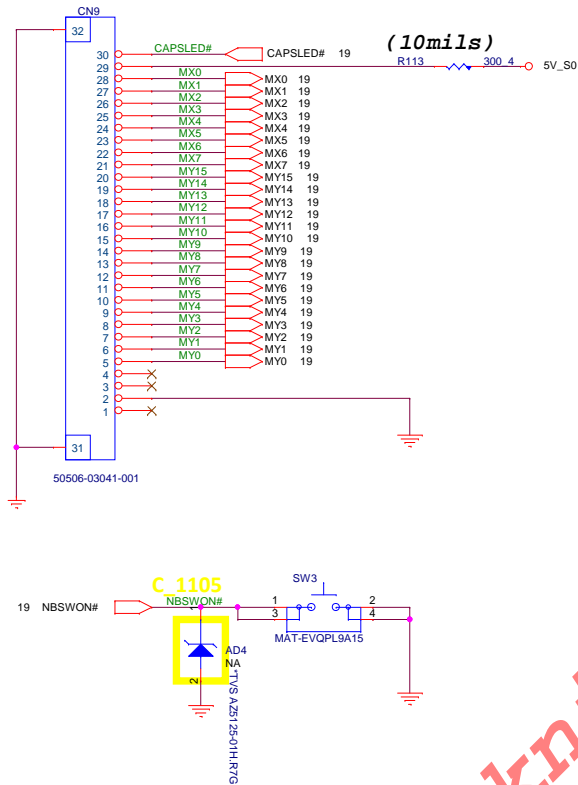 CN9
32
30 CAPSLED# CAPSLED# 19
(10mils)
29 R113 300_4 5V_S0
28 MX0 MX0 19
27 MX1 MX1 19
26 MX2 MX2 19
25 MX3 MX3 19
24 MX4 MX4 19
23 MX5 MX5 19
22 MX6 MX6 19
21 MX7 MX7 19
20 MY15 MY15 19
19 MY14 MY14 19
18 MY13 MY13 19
17 MY12 MY12 19
16 MY11 MY11 19
15 MY10 MY10 19
14 MY9 MY9 19
13 MY8 MY8 19
12 MY7 MY7 19
11 MY6 MY6 19
10 MY5 MY5 19
9 MY4 MY4 19
8 MY3 MY3 19
7 MY2 MY2 19
6 MY1 MY1 19
5 MY0 MY0 19
4
3
2
1
31
50506-03041-001
C_1105
SW3
19 NBSWON# NBSWON#
1 1 2
3 4
MAT-EVQPL9A15
AD4
NA
2
*TVS AZ5125-01H.R7G